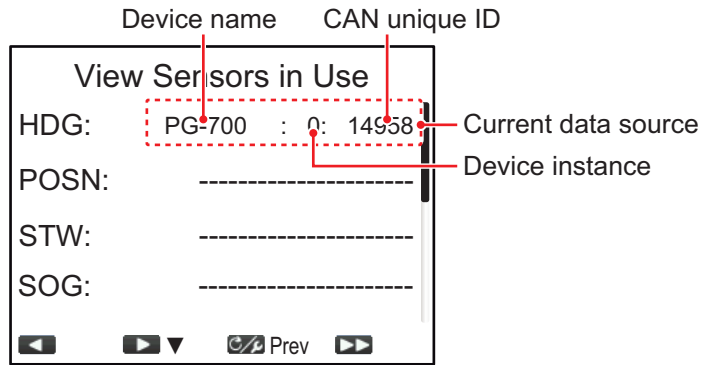 Device name CAN unique ID
View Sensors in Use
HDG: PG-700 : 0: 14958 Current data source
Device instance
POSN: --------------------
STW: --------------------
SOG: --------------------
Prev